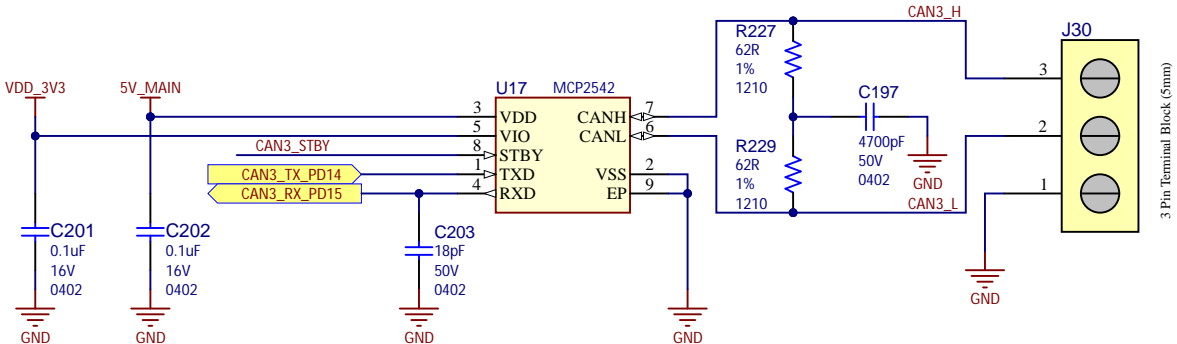 CAN3_H
J30
R227
62R
1%
1210
VDD_3V3
5V_MAIN
U17
MCP2542
C197
4700pF
50V
0402
GND
3
VDD
CANH
7
5
VIO
CANL
6
CAN3_STBY
8
STBY
CAN3_TX_PD14
1
TXD
VSS
2
CAN3_RX_PD15
4
RXD
EP
9
R229
62R
1%
1210
CAN3_L
3
2
1
3 Pin Terminal Block (5mm)
C201
0.1uF
16V
0402
C202
0.1uF
16V
0402
C203
18pF
50V
0402
GND
GND
GND
GND
GND